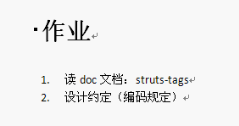 ·作业
1. 读 doc 文档：struts-tags
2. 设计约定（编码规定）